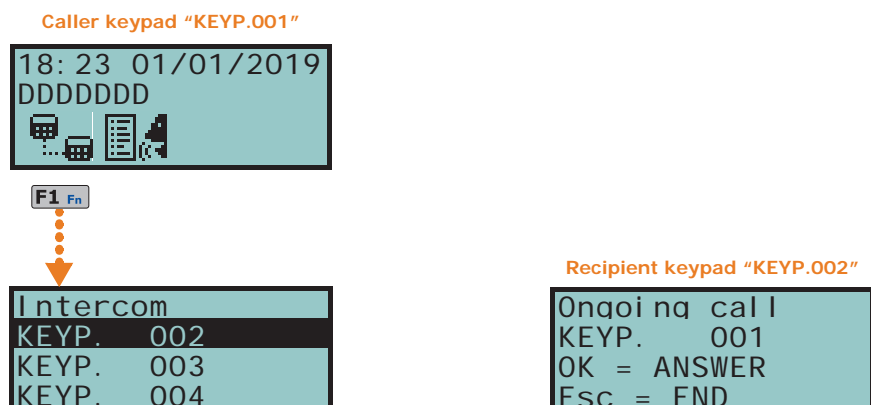 Caller keypad “KEYP.001”
18:23 01/01/2019
DDDDDDD
F1 Fn
Intercom
KEYP. 002
KEYP. 003
KEYP. 004
Recipient keypad “KEYP.002”
Ongoing call
KEYP. 001
OK = ANSWER
Esc = END